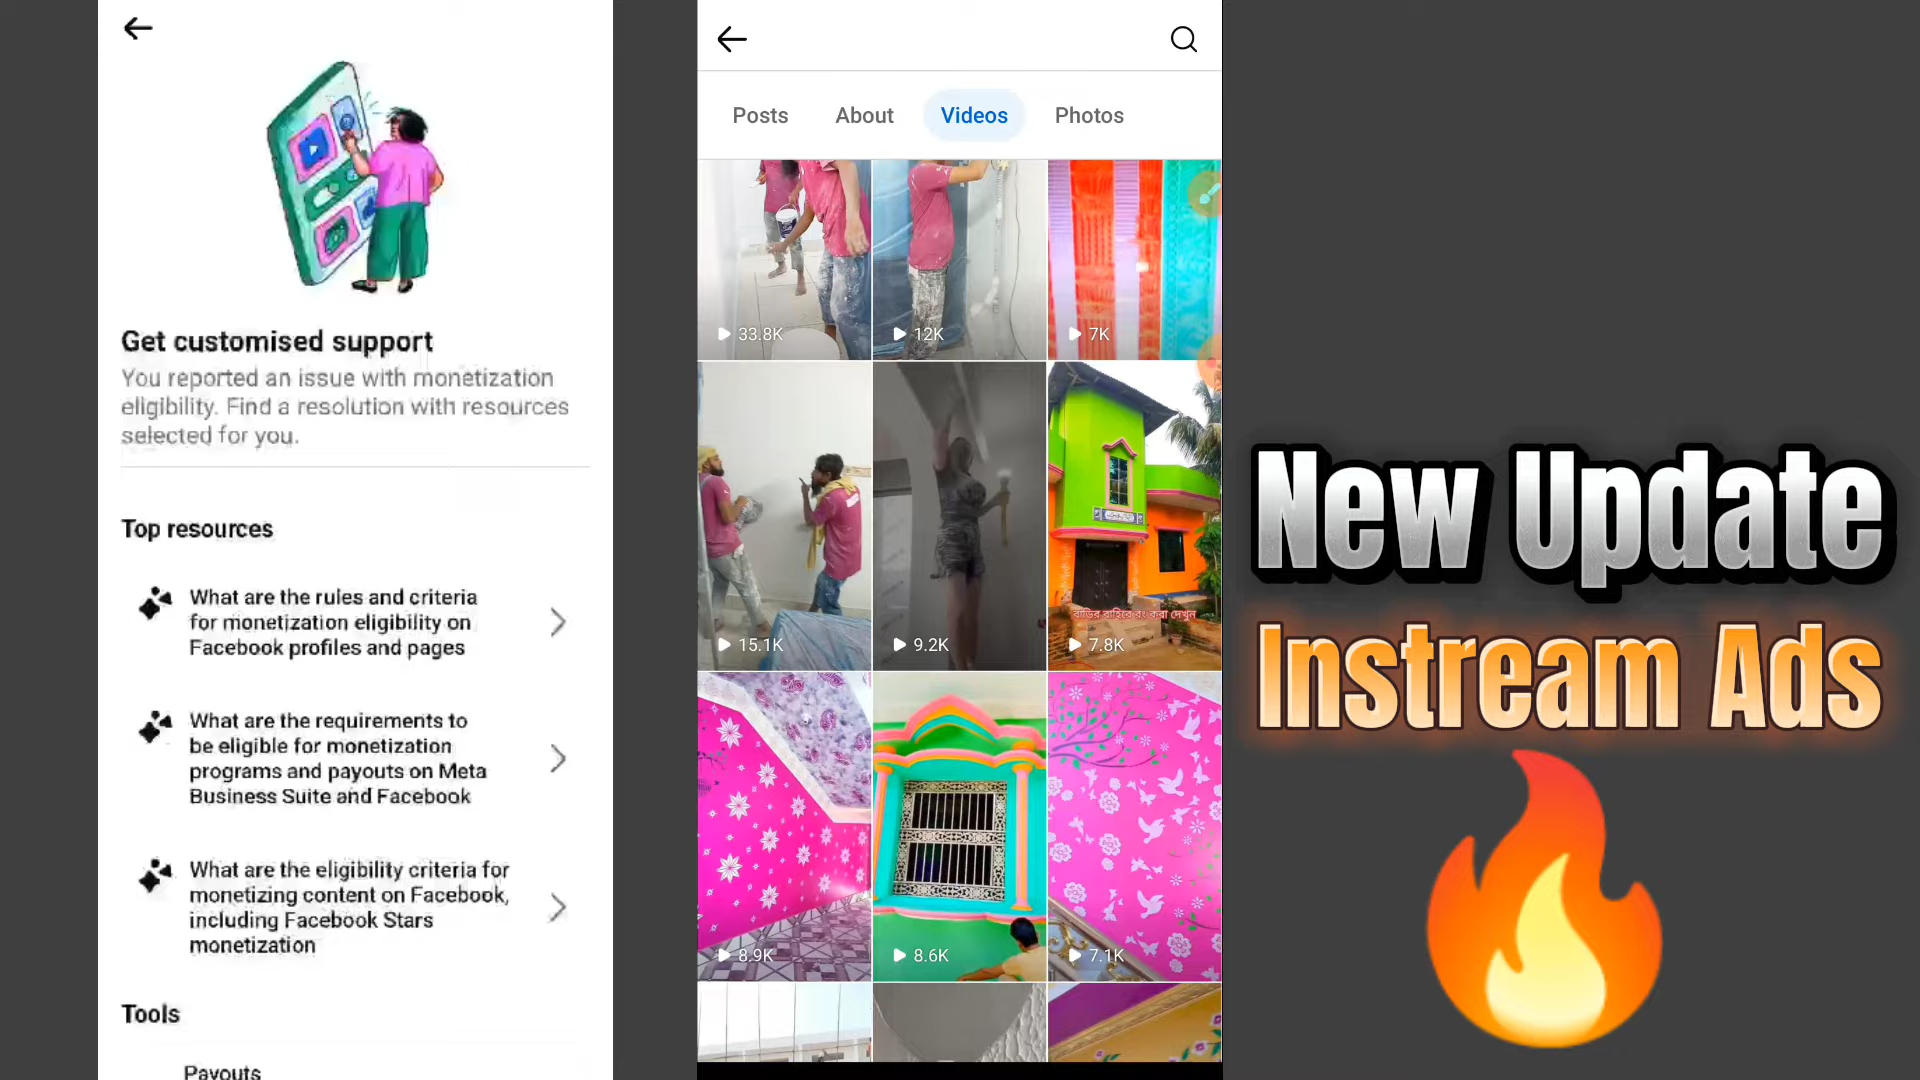 Get customised support
You reported an issue with monetization
eligibility. Find a resolution with resources
selected for you.
Top resources
What are the rules and criteria
for monetization eligibility on
Facebook profiles and pages
What are the requirements to
be eligible for monetization
programs and payouts on Meta
Business Suite and Facebook
What are the eligibility criteria for
monetizing content on Facebook,
including Facebook Stars
monetization
Tools
Payouts
Posts About Videos Photos
33.8K 12K 7K
বাড়ির বাহিরে রং করা দেখুন
15.1K 9.2K 7.8K
8.9K 8.6K 7.1K
New Update
Instream Ads